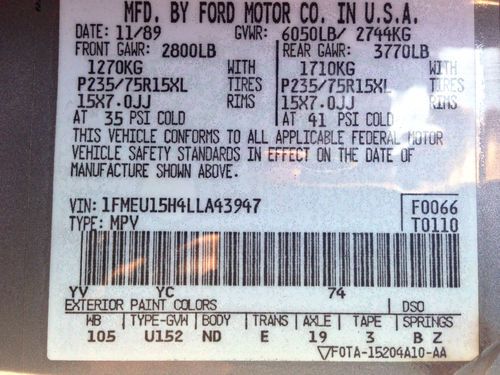 MFD. BY FORD MOTOR CO. IN U.S.A.
DATE: 11/89 GVWR: 6050LB/ 2744KG
FRONT GAWR: 2800LB REAR GAWR: 3770LB
1270KG WITH 1710KG WITH
P235/75R15XL TIRES P235/75R15XL TIRES
15X7.0JJ RIMS 15X7.0JJ RIMS
AT 35 PSI COLD AT 41 PSI COLD
THIS VEHICLE CONFORMS TO ALL APPLICABLE FEDERAL MOTOR
VEHICLE SAFETY STANDARDS IN EFFECT ON THE DATE OF
MANUFACTURE SHOWN ABOVE.
VIN: 1FMEU15H4LLA43947 F0066
TYPE: MPV T0110
YV YC 74
EXTERIOR PAINT COLORS DSO
WB TYPE-GVW BODY TRANS AXLE TAPE SPRINGS
105 U152 ND E 19 3 B Z
F0TA-15204A10-AA